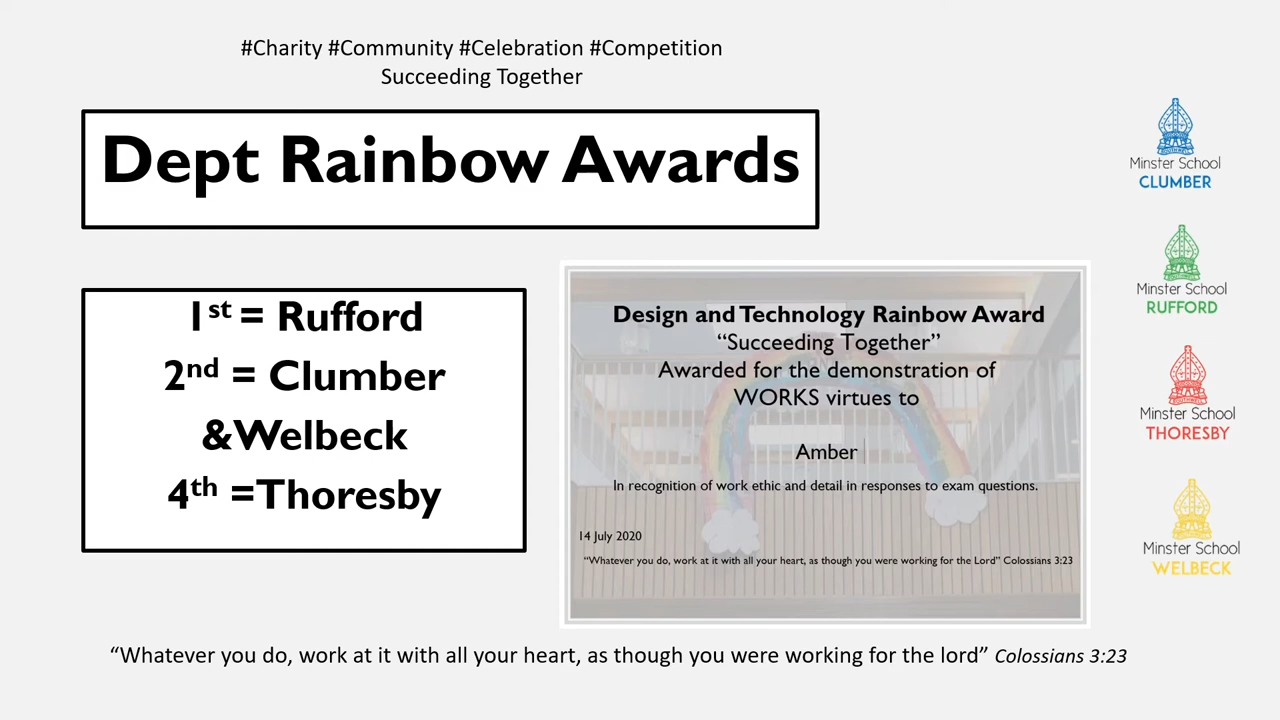 #Charity #Community #Celebration #Competition
Succeeding Together
Dept Rainbow Awards
1st = Rufford
2nd = Clumber
&Welbeck
4th =Thoresby
Design and Technology Rainbow Award
“Succeeding Together”
Awarded for the demonstration of
WORKS virtues to
Amber
In recognition of work ethic and detail in responses to exam questions.
14 July 2020
“Whatever you do, work at it with all your heart, as though you were working for the Lord” Colossians 3:23
SOUTHWELL
Minster School
CLUMBER
SOUTHWELL
Minster School
RUFFORD
SOUTHWELL
Minster School
THORESBY
SOUTHWELL
Minster School
WELBECK
“Whatever you do, work at it with all your heart, as though you were working for the lord” Colossians 3:23